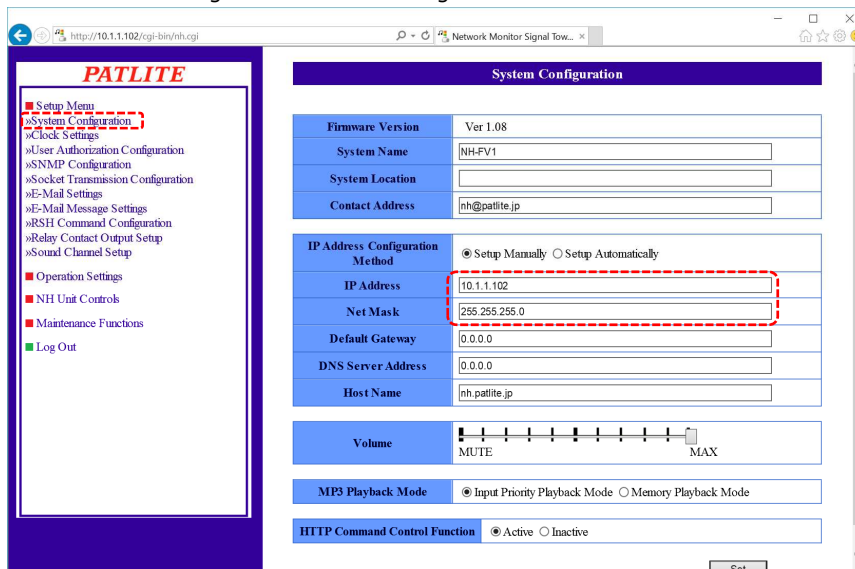 http://10.1.1.102/cgi-bin/nh.cgi
Network Monitor Signal Tow...
PATLITE
Setup Menu
»System Configuration
»Clock Settings
»User Authorization Configuration
»SNMP Configuration
»Socket Transmission Configuration
»E-Mail Settings
»E-Mail Message Settings
»RSH Command Configuration
»Relay Contact Output Setup
»Sound Channel Setup
Operation Settings
NH Unit Controls
Maintenance Functions
Log Out
System Configuration
Firmware Version Ver 1.08
System Name NH-FV1
System Location
Contact Address nh@patlite.jp
IP Address Configuration
Method Setup Manually Setup Automatically
IP Address 10.1.1.102
Net Mask 255.255.255.0
Default Gateway 0.0.0.0
DNS Server Address 0.0.0.0
Host Name nh.patlite.jp
Volume MUTE MAX
MP3 Playback Mode Input Priority Playback Mode Memory Playback Mode
HTTP Command Control Function Active Inactive